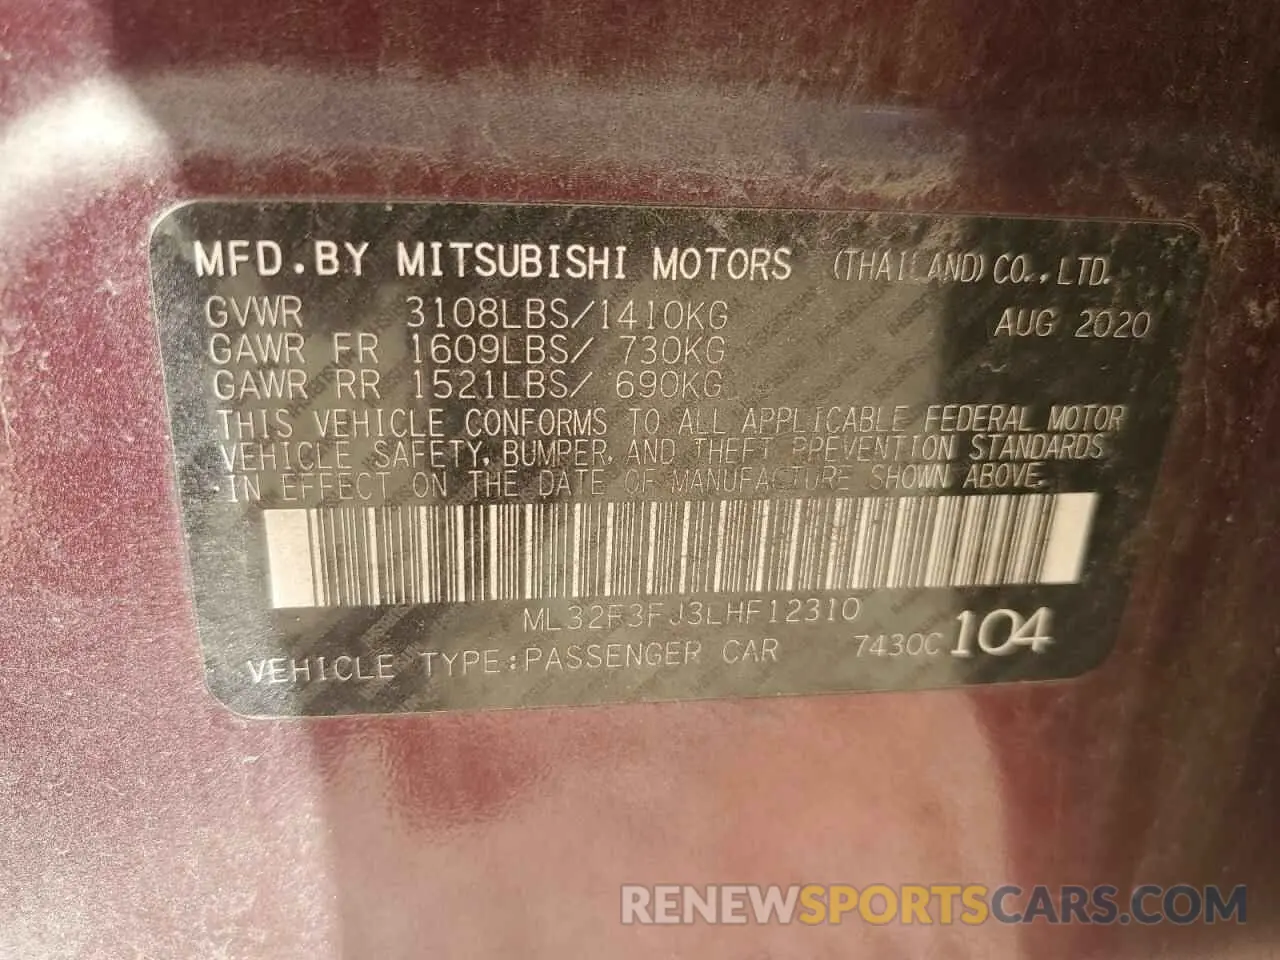 MFD.BY MITSUBISHI MOTORS (THAILAND) CO., LTD.
GVWR 3108LBS/1410KG AUG 2020
GAWR FR 1609LBS/ 730KG
GAWR RR 1521LBS/ 690KG
THIS VEHICLE CONFORMS TO ALL APPLICABLE FEDERAL MOTOR
VEHICLE SAFETY, BUMPER, AND THEFT PREVENTION STANDARDS
IN EFFECT ON THE DATE OF MANUFACTURE SHOWN ABOVE.
ML32F3FJ3LHF12310
VEHICLE TYPE:PASSENGER CAR 7430C 104
RENEWSPORTSCARS.COM